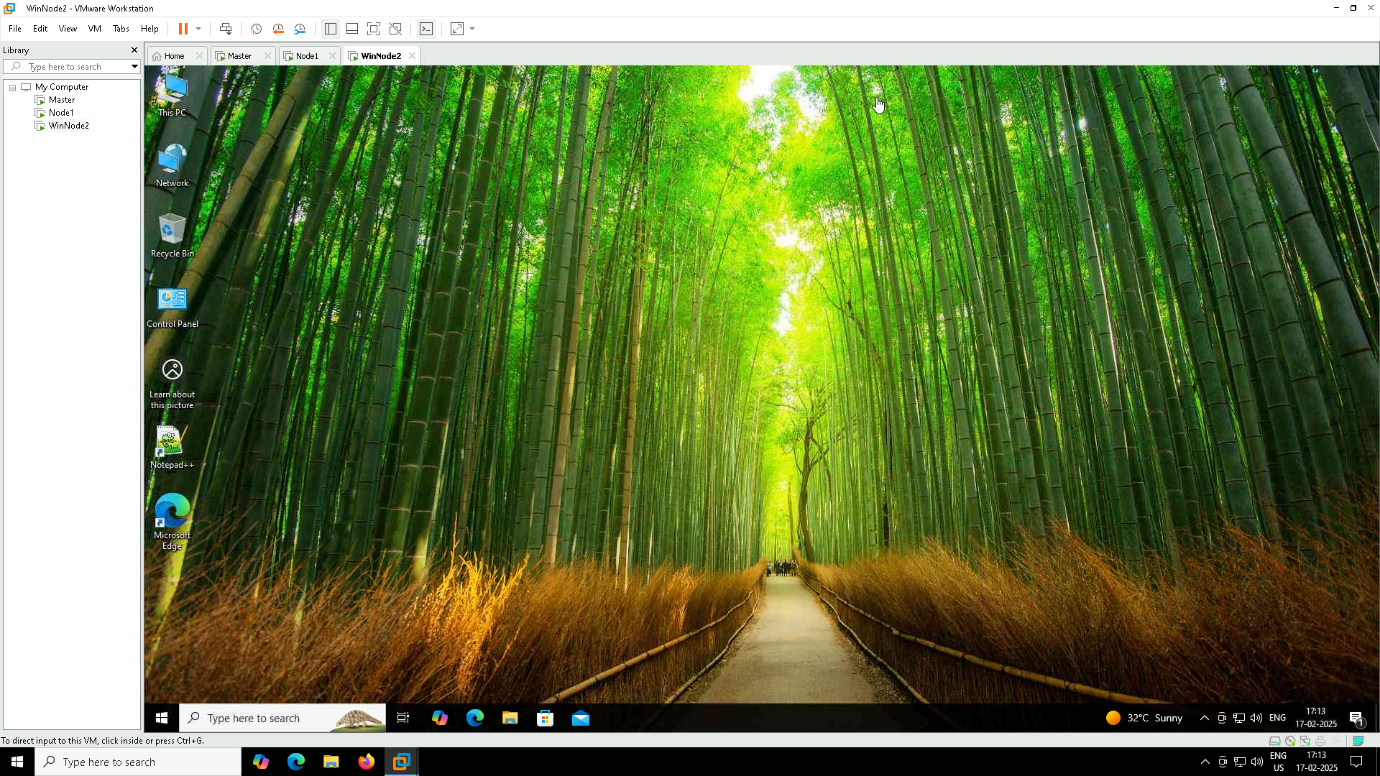 WinNode2 - VMware Workstation
File Edit View VM Tabs Help
Library
Type here to search
My Computer
Master
Node1
WinNode2
Home
Master
Node1
WinNode2
This PC
Network
Recycle Bin
Control Panel
Learn about
this picture
Notepad++
Microsoft
Edge
Type here to search
32°C Sunny
ENG
17:13
17-02-2025
1
To direct input to this VM, click inside or press Ctrl+G.
Type here to search
ENG
US
17:13
17-02-2025